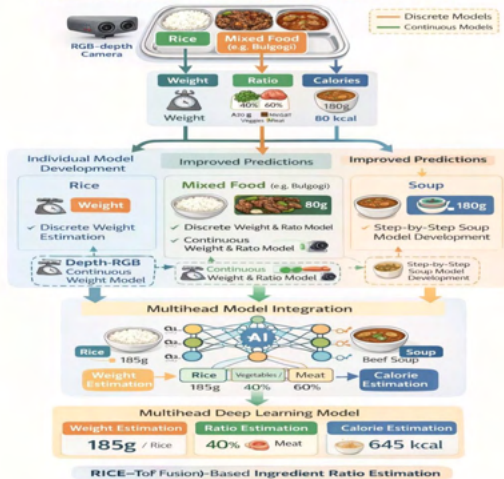 RGB-depth
Camera
Rice
Mixed Food
(e.g. Bulgogi)
Discrete Models
Continuous Models
Weight
Ratio
Calories
40% 60%
180g
Weight
80 kcal
Individual Model
Development
Improved Predictions
Improved Predictions
Rice
Weight
Discrete Weight
Estimation
Mixed Food (e.g. Bulgogi)
80g
Discrete Weight & Rato Model
Continuous
Weight & Rato Model
Soup
180g
Step-by-Step Soup
Model Development
Depth-RGB
Continuous
Weight Model
Continuous
Weight & Ratio Model
Step-by-Step
Soup Model
Development
Multihead Model Integration
AI
Rice
185g
Soup
Beef Soup
Weight
Estimation
Rice
185g
Vegetables /
40%
Meat
60%
Calorie
Estimation
Multihead Deep Learning Model
Weight Estimation
185g / Rice
Ratio Estimation
40% Meat
Calorie Estimation
645 kcal
RICE–ToF Fusion)-Based Ingredient Ratio Estimation